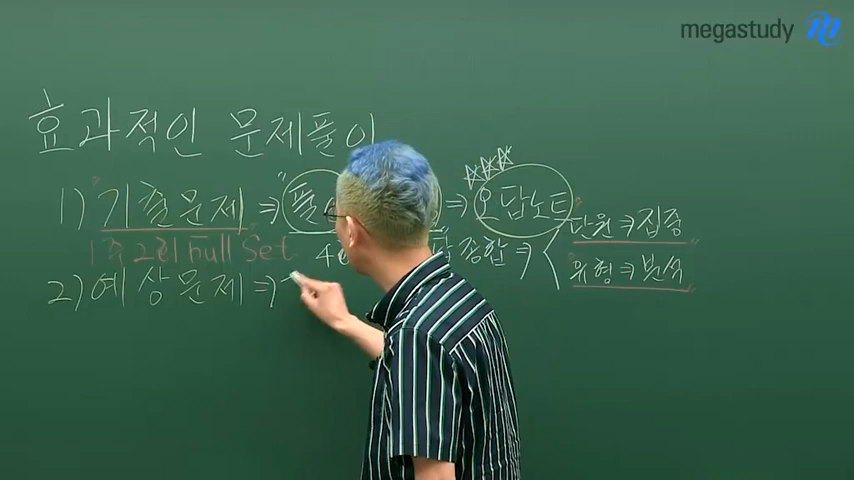 megastudy
효과적인 문제풀이
1) 기출문제 ⇒ "풀 ⇒ 오답노트
단원 ⇒ 집중
1주 2회 Full Set 종합 ⇒
유형 ⇒ 분석
2) 예상문제 ⇒